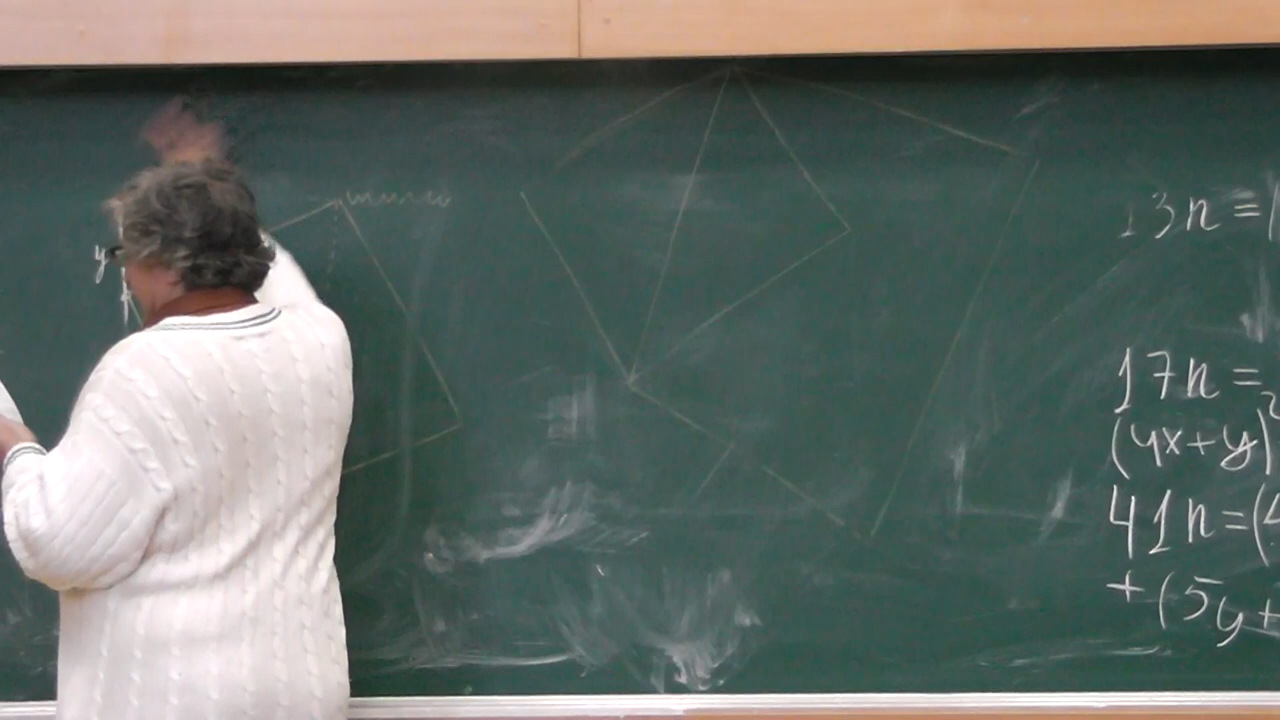 y
13n ≡
17n =
(4x+y)
41n = (
+ (5y+